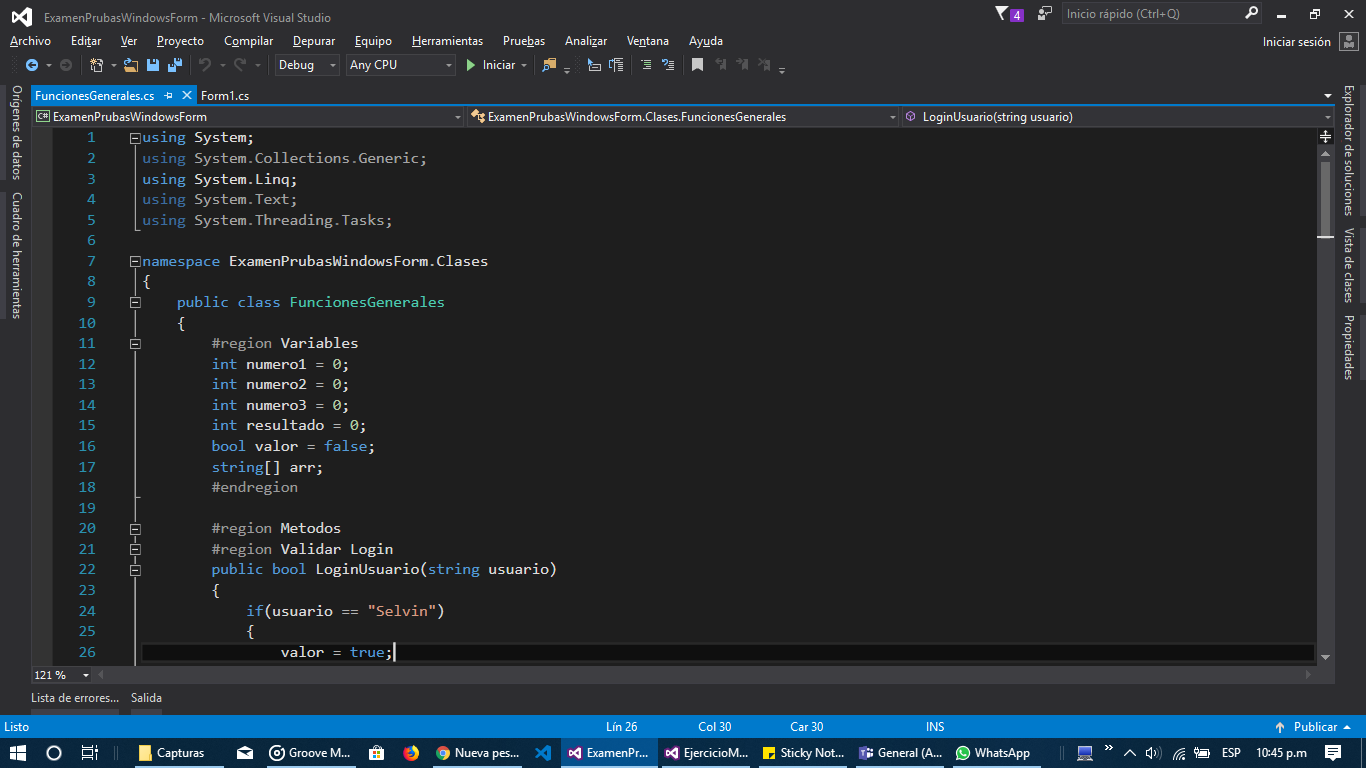 ExamenPrubasWindowsForm - Microsoft Visual Studio
4
Inicio rápido (Ctrl+Q)
Archivo Editar Ver Proyecto Compilar Depurar Equipo Herramientas Pruebas Analizar Ventana Ayuda
Iniciar sesión
Debug Any CPU Iniciar
FuncionesGenerales.cs Form1.cs
C# ExamenPrubasWindowsForm ExamenPrubasWindowsForm.Clases.FuncionesGenerales LoginUsuario(string usuario)
Orígenes de datos
Cuadro de herramientas
1 using System;
2 using System.Collections.Generic;
3 using System.Linq;
4 using System.Text;
5 using System.Threading.Tasks;
6
7 namespace ExamenPrubasWindowsForm.Clases
8 {
9 public class FuncionesGenerales
10 {
11 #region Variables
12 int numero1 = 0;
13 int numero2 = 0;
14 int numero3 = 0;
15 int resultado = 0;
16 bool valor = false;
17 string[] arr;
18 #endregion
19
20 #region Metodos
21 #region Validar Login
22 public bool LoginUsuario(string usuario)
23 {
24 if(usuario == "Selvin")
25 {
26 valor = true;
Explorador de soluciones
Vista de clases
Propiedades
121 %
Lista de errores... Salida
Listo Lín 26 Col 30 Car 30 INS Publicar
Capturas Groove M... Nueva pes... ExamenPr... EjercicioM... Sticky Not... General (A... WhatsApp ESP 10:45 p.m